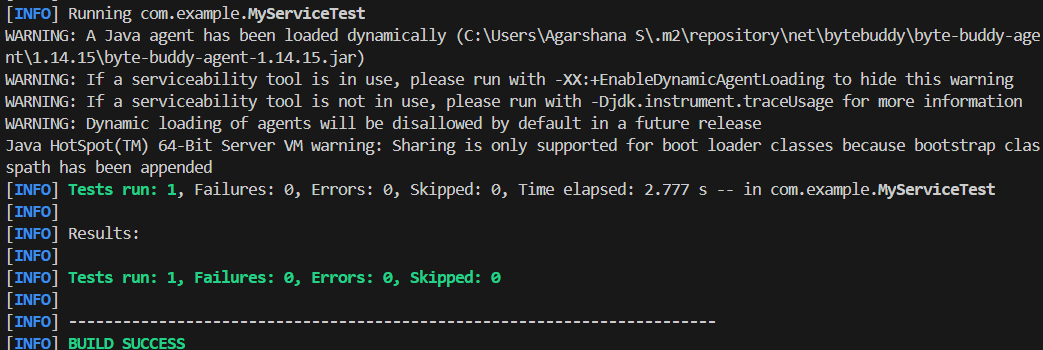 [INFO] Running com.example.MyServiceTest
WARNING: A Java agent has been loaded dynamically (C:\Users\Agarshana S\.m2\repository\net\bytebuddy\byte-buddy-age
nt\1.14.15\byte-buddy-agent-1.14.15.jar)
WARNING: If a serviceability tool is in use, please run with -XX:+EnableDynamicAgentLoading to hide this warning
WARNING: If a serviceability tool is not in use, please run with -Djdk.instrument.traceUsage for more information
WARNING: Dynamic loading of agents will be disallowed by default in a future release
Java HotSpot(TM) 64-Bit Server VM warning: Sharing is only supported for boot loader classes because bootstrap clas
spath has been appended
[INFO] Tests run: 1, Failures: 0, Errors: 0, Skipped: 0, Time elapsed: 2.777 s -- in com.example.MyServiceTest
[INFO]
[INFO] Results:
[INFO]
[INFO] Tests run: 1, Failures: 0, Errors: 0, Skipped: 0
[INFO]
[INFO] ------------------------------------------------------------------------
[INFO] BUILD SUCCESS